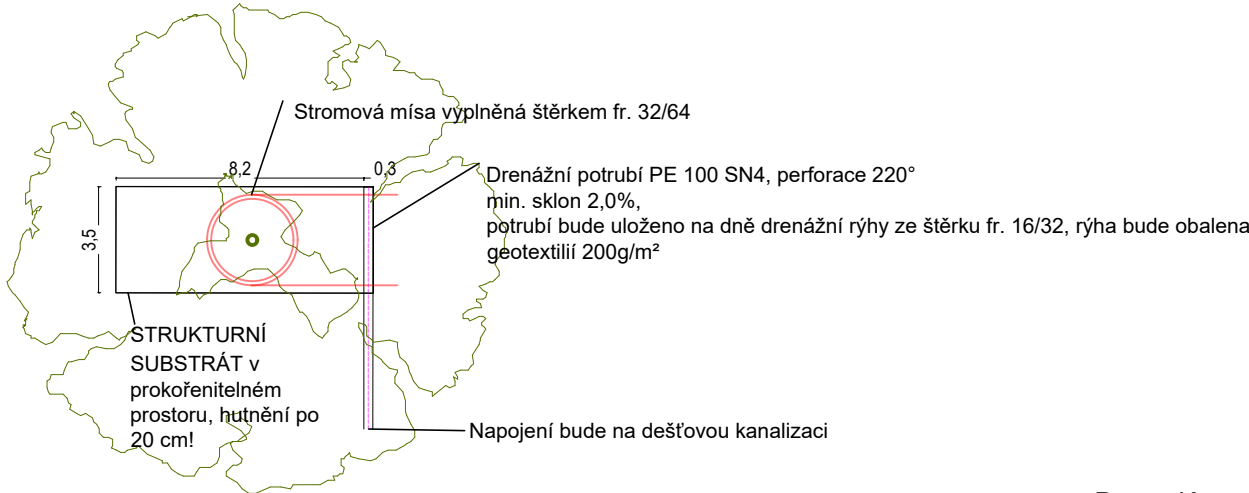 Stromová mísa vyplněná štěrkem fr. 32/64
8,2
0,3
Drenážní potrubí PE 100 SN4, perforace 220°
min. sklon 2,0%,
potrubí bude uloženo na dně drenážní rýhy ze štěrku fr. 16/32, rýha bude obalena
geotextilií 200g/m²
3,5
STRUKTURNÍ
SUBSTRÁT v
prokořenitelném
prostoru, hutnění po
20 cm!
Napojení bude na dešťovou kanalizaci